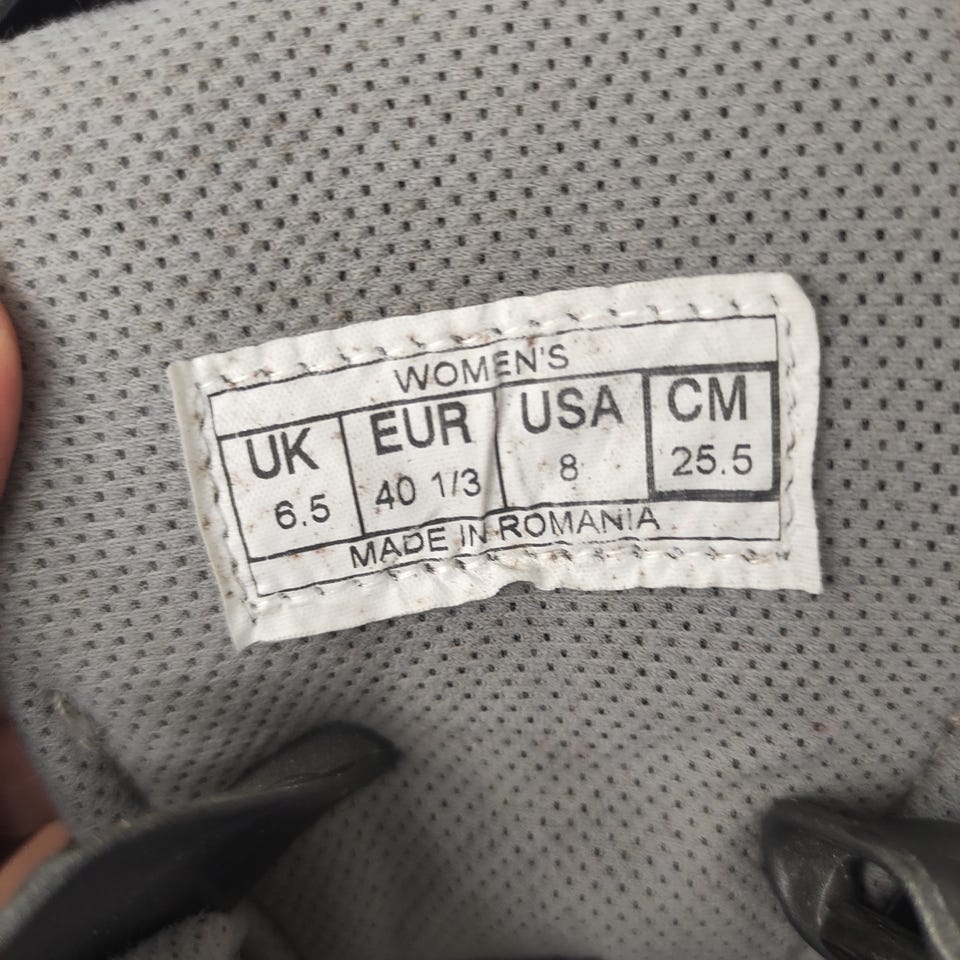 WOMEN'S
UK EUR USA CM
6.5 40 1/3 8 25.5
MADE IN ROMANIA